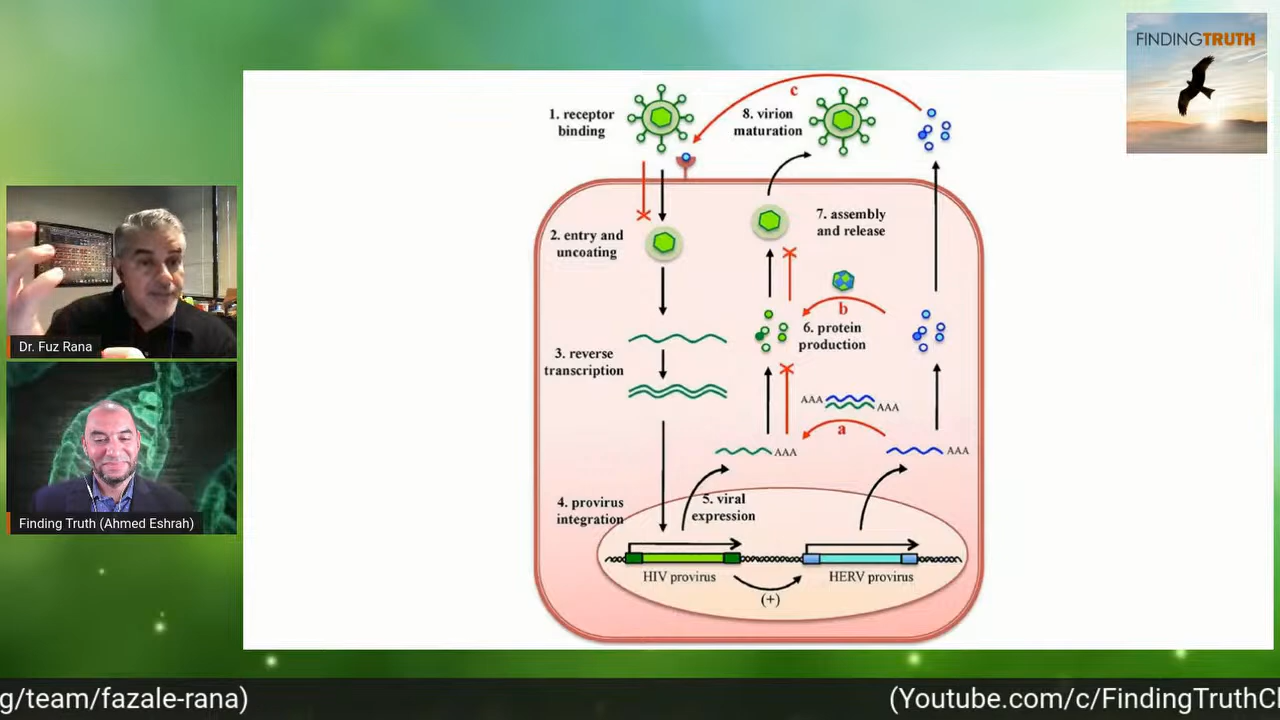 FINDINGTRUTH
c
1. receptor
binding
8. virion
maturation
2. entry and
uncoating
7. assembly
and release
b
6. protein
production
3. reverse
transcription
AAA
AAA
a
AAA
AAA
4. provirus
integration
5. viral
expression
HIV provirus
HERV provirus
(+)
Dr. Fuz Rana
Finding Truth (Ahmed Eshrah)
g/team/fazale-rana)
(Youtube.com/c/FindingTruthC